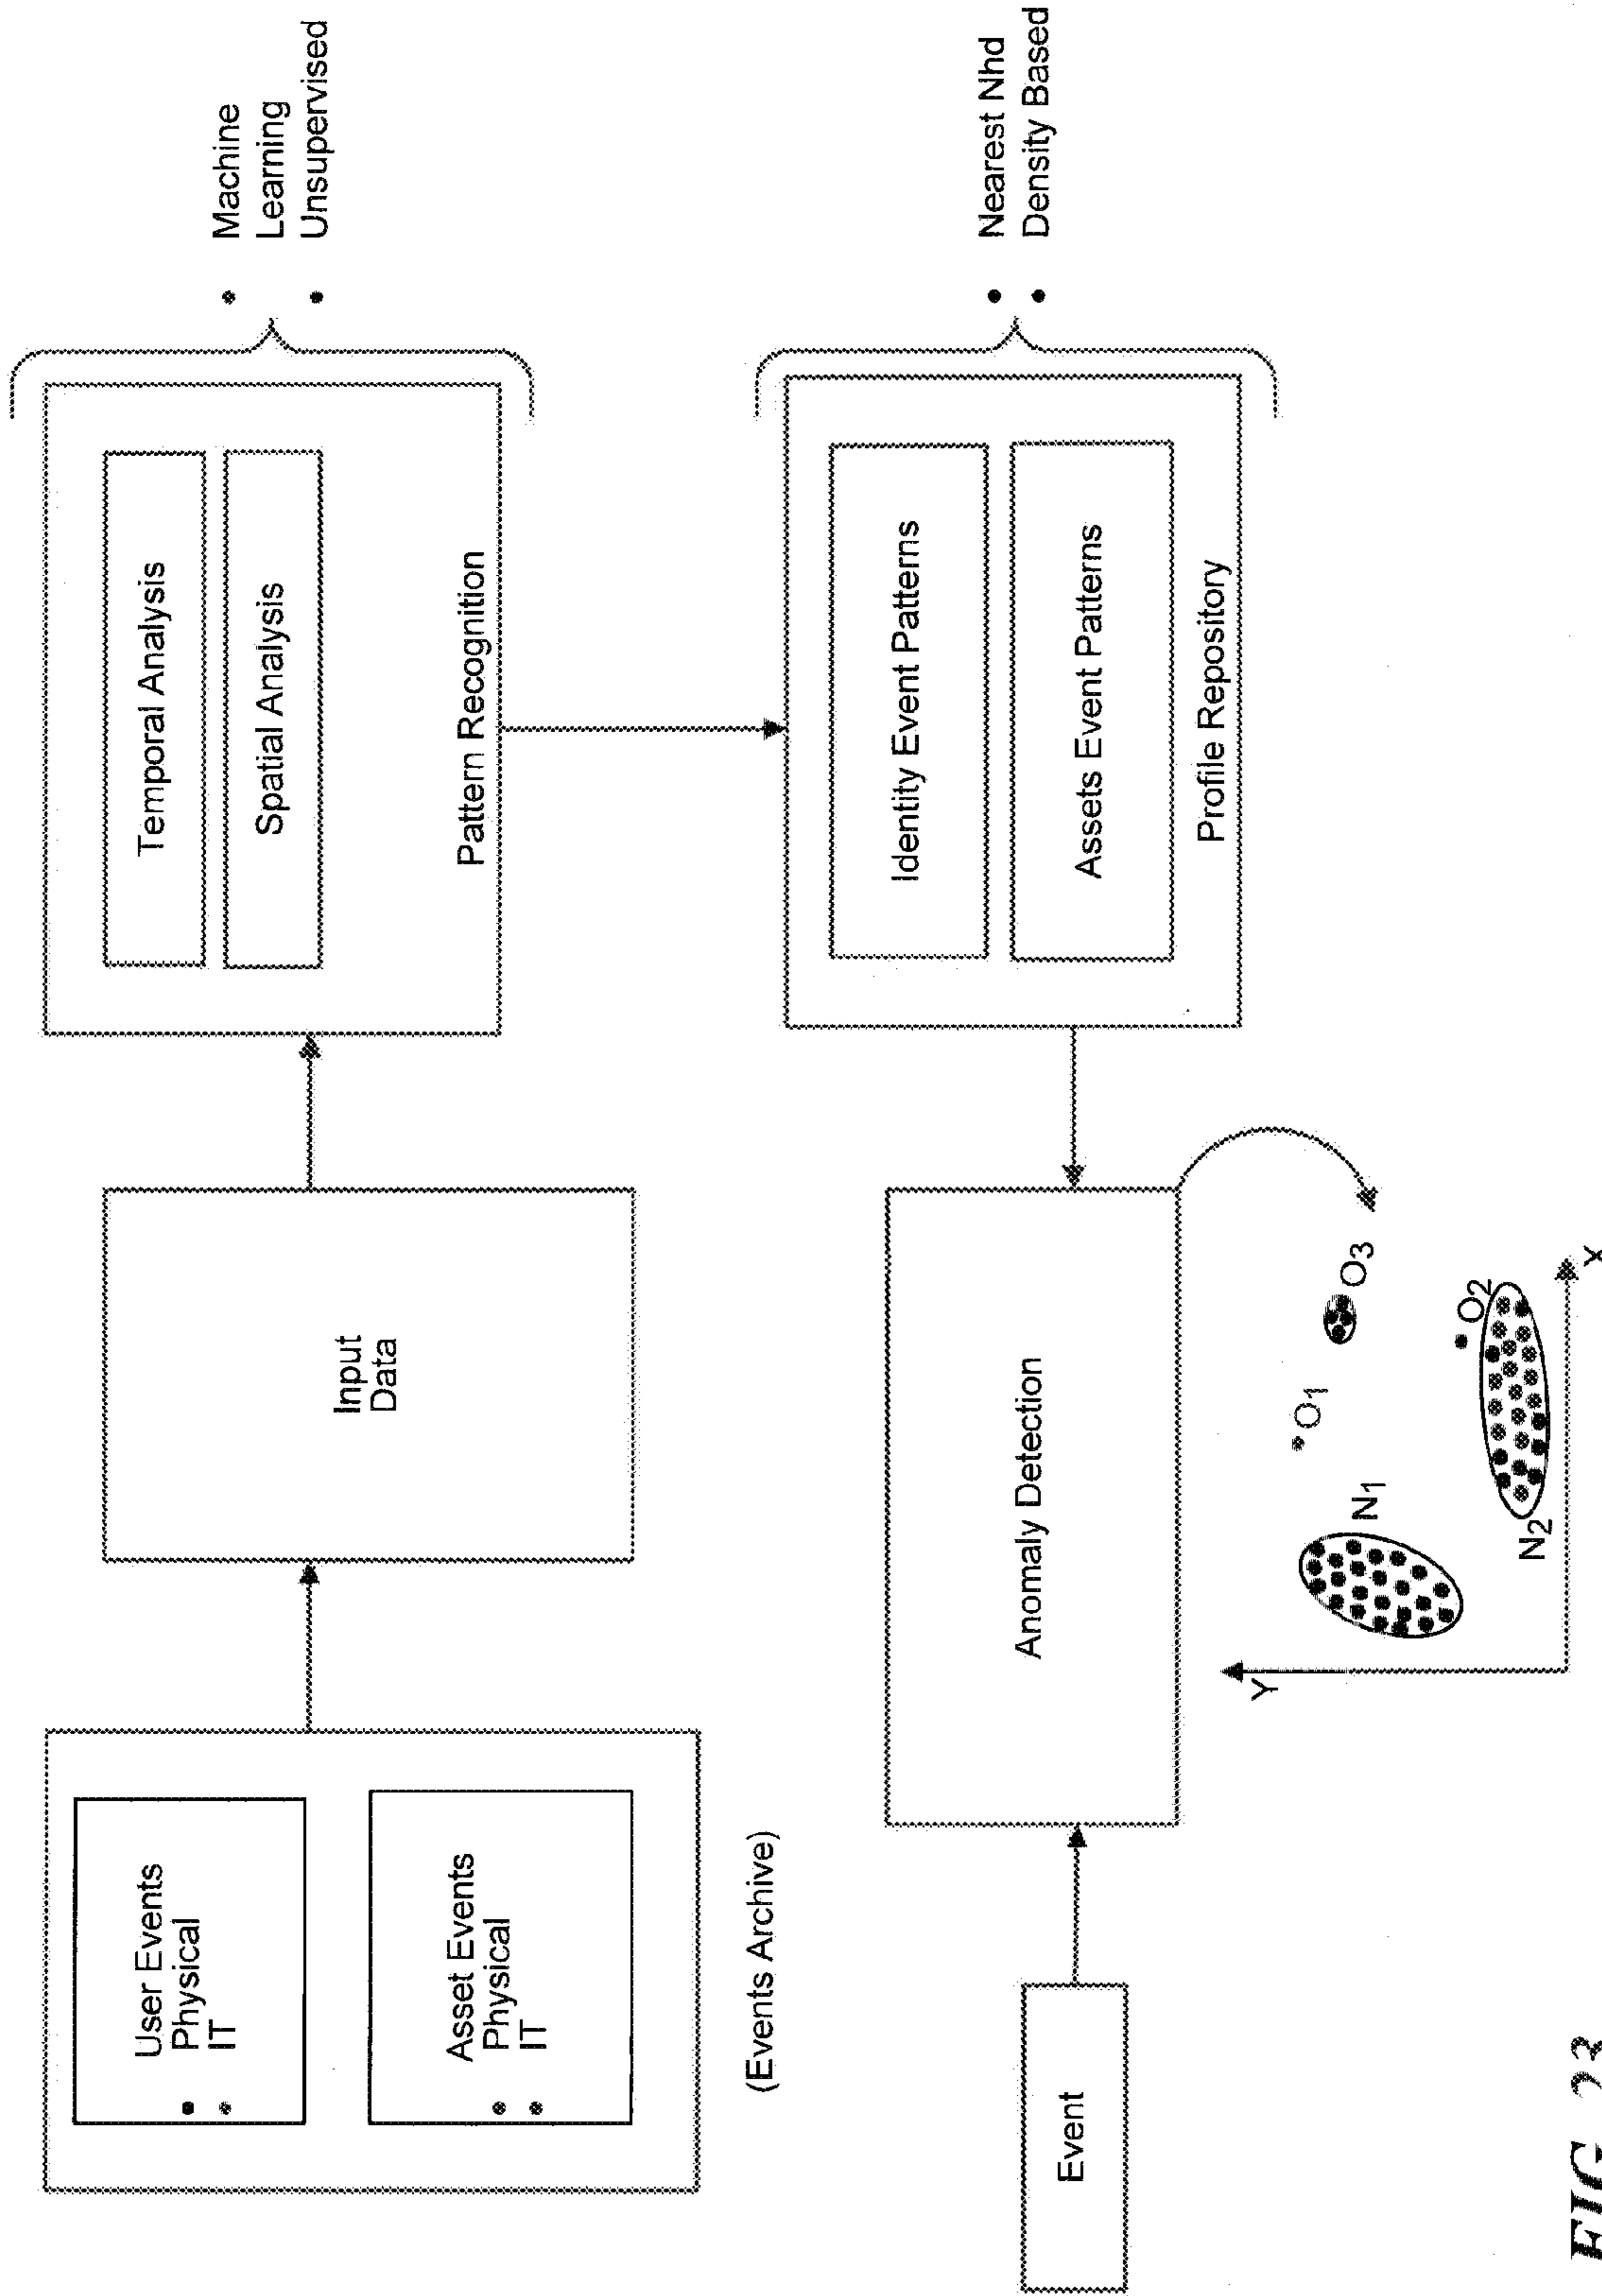 User Events
• Physical
• IT
Asset Events
• Physical
• IT
(Events Archive)
Input
Data
Temporal Analysis
Spatial Analysis
Pattern Recognition
• Machine
Learning
• Unsupervised
Identity Event Patterns
Assets Event Patterns
Profile Repository
• Nearest Nhd
• Density Based
Event
Anomaly Detection
Y
N1
O1
O3
O2
N2
X
FIG. 23